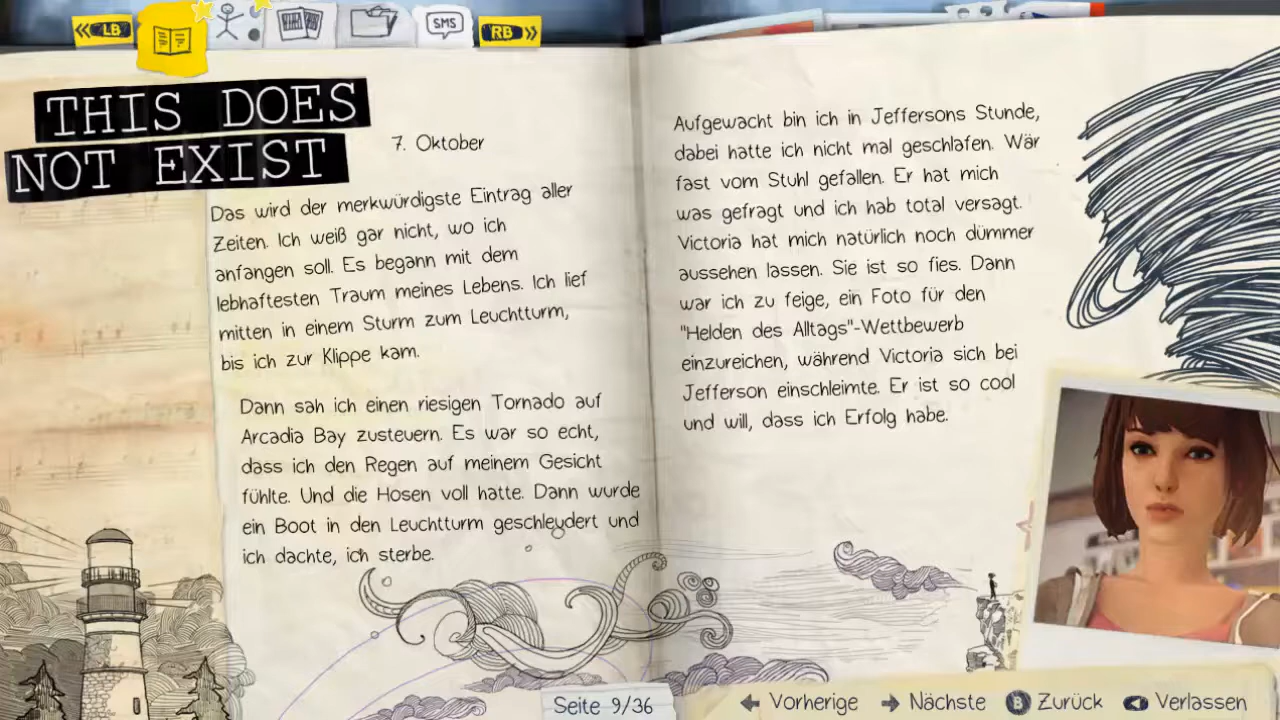 LB
SMS
RB
THIS DOES
NOT EXIST
7. Oktober
Das wird der merkwürdigste Eintrag aller
Zeiten. Ich weiß gar nicht, wo ich
anfangen soll. Es begann mit dem
lebhaftesten Traum meines Lebens. Ich lief
mitten in einem Sturm zum Leuchtturm,
bis ich zur Klippe kam.
Dann sah ich einen riesigen Tornado auf
Arcadia Bay zusteuern. Es war so echt,
dass ich den Regen auf meinem Gesicht
fühlte. Und die Hosen voll hatte. Dann wurde
ein Boot in den Leuchtturm geschleudert und
ich dachte, ich sterbe.
Aufgewacht bin ich in Jeffersons Stunde,
dabei hatte ich nicht mal geschlafen. Wär
fast vom Stuhl gefallen. Er hat mich
was gefragt und ich hab total versagt.
Victoria hat mich natürlich noch dümmer
aussehen lassen. Sie ist so fies. Dann
war ich zu feige, ein Foto für den
"Helden des Alltags"-Wettbewerb
einzureichen, während Victoria sich bei
Jefferson einschleimte. Er ist so cool
und will, dass ich Erfolg habe.
Seite 9/36
Vorherige
Nächste
B Zurück
Verlassen